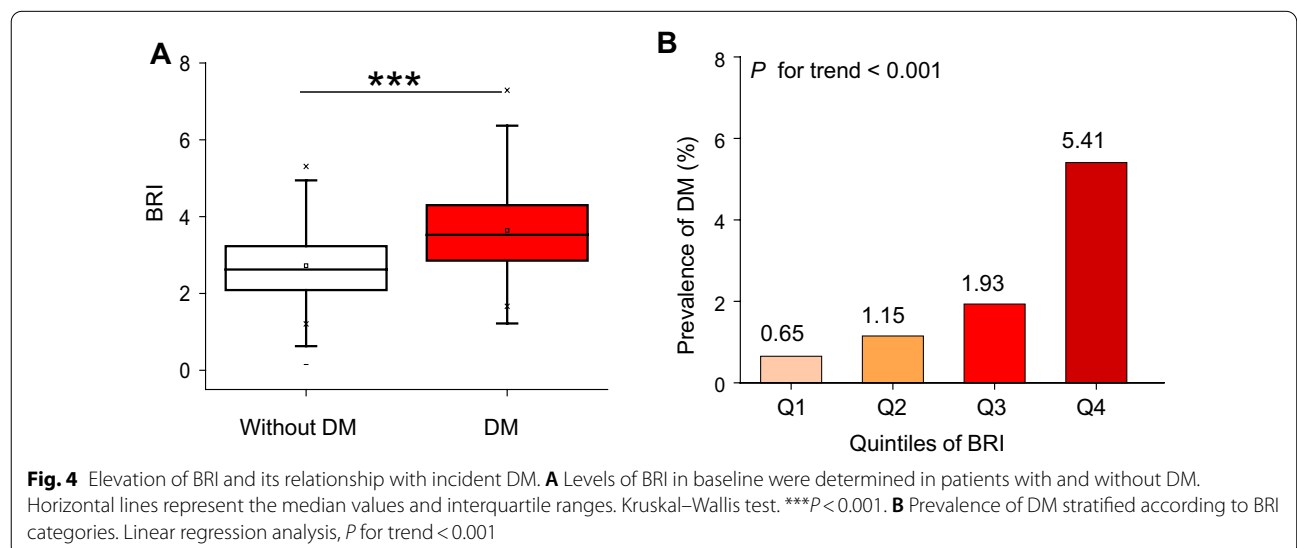 A
8
6
4
2
0
BRI
***
Without DM
DM
B
P for trend < 0.001
8
6
4
2
0
Prevalence of DM (%)
0.65
1.15
1.93
5.41
Q1 Q2 Q3 Q4
Quintiles of BRI
Fig. 4 Elevation of BRI and its relationship with incident DM. A Levels of BRI in baseline were determined in patients with and without DM.
Horizontal lines represent the median values and interquartile ranges. Kruskal–Wallis test. ***P < 0.001. B Prevalence of DM stratified according to BRI
categories. Linear regression analysis, P for trend < 0.001